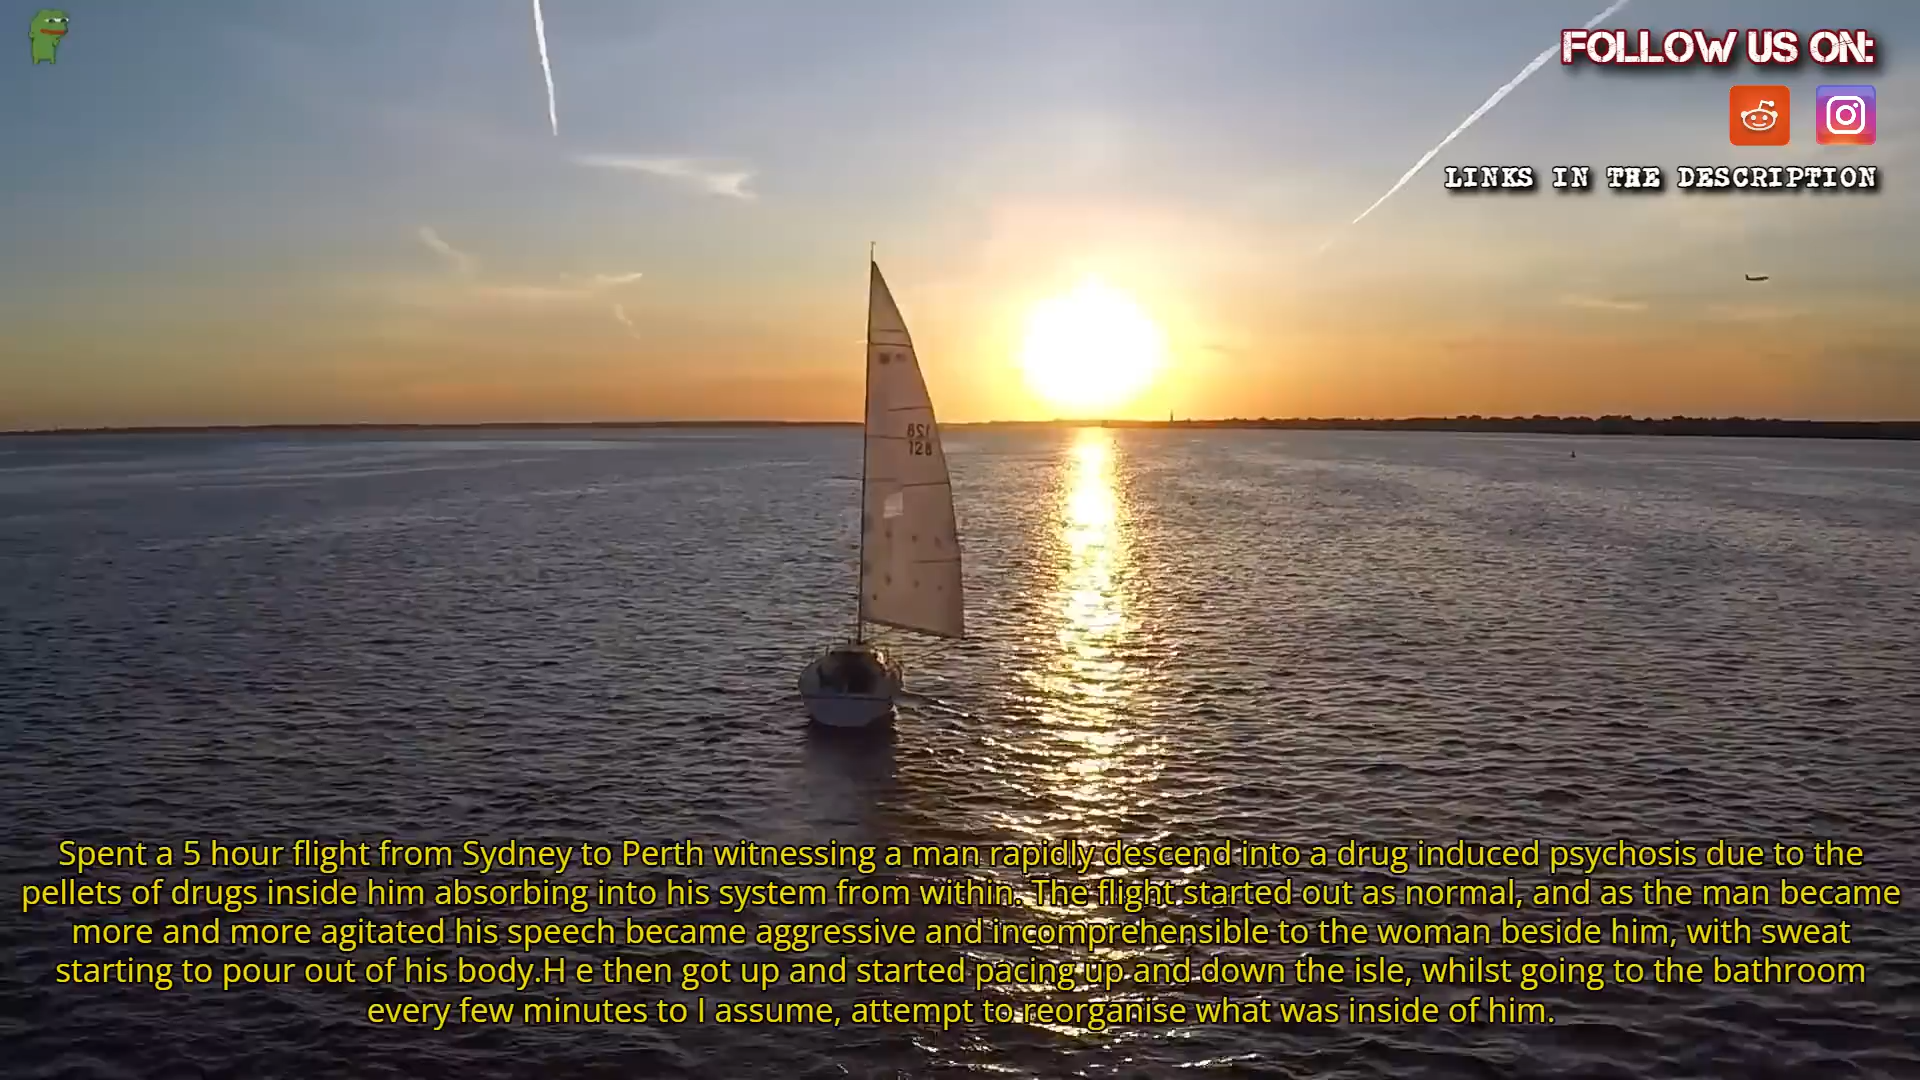 FOLLOW US ON:
LINKS IN THE DESCRIPTION
128
128
Spent a 5 hour flight from Sydney to Perth witnessing a man rapidly descend into a drug induced psychosis due to the
pellets of drugs inside him absorbing into his system from within. The flight started out as normal, and as the man became
more and more agitated his speech became aggressive and incomprehensible to the woman beside him, with sweat
starting to pour out of his body.H e then got up and started pacing up and down the isle, whilst going to the bathroom
every few minutes to I assume, attempt to reorganise what was inside of him.